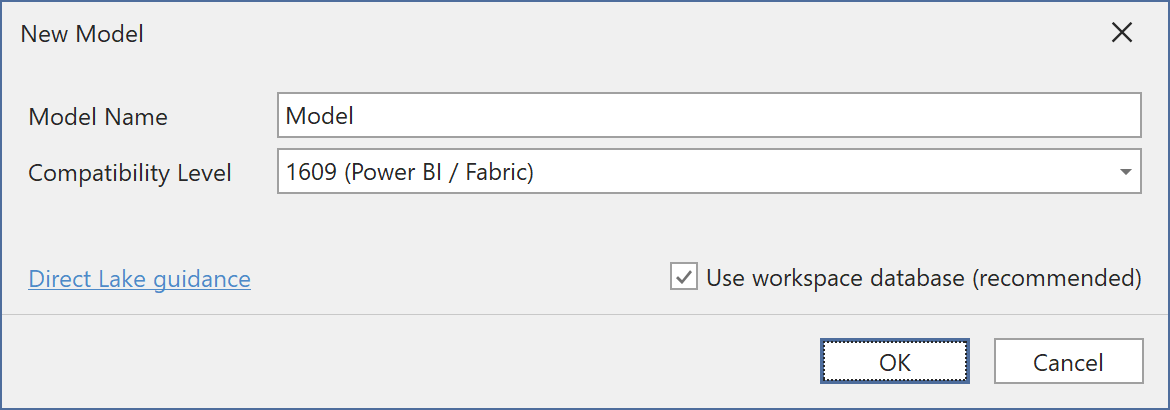 New Model
Model Name
Model
Compatibility Level
1609 (Power BI / Fabric)
Direct Lake guidance
Use workspace database (recommended)
OK
Cancel